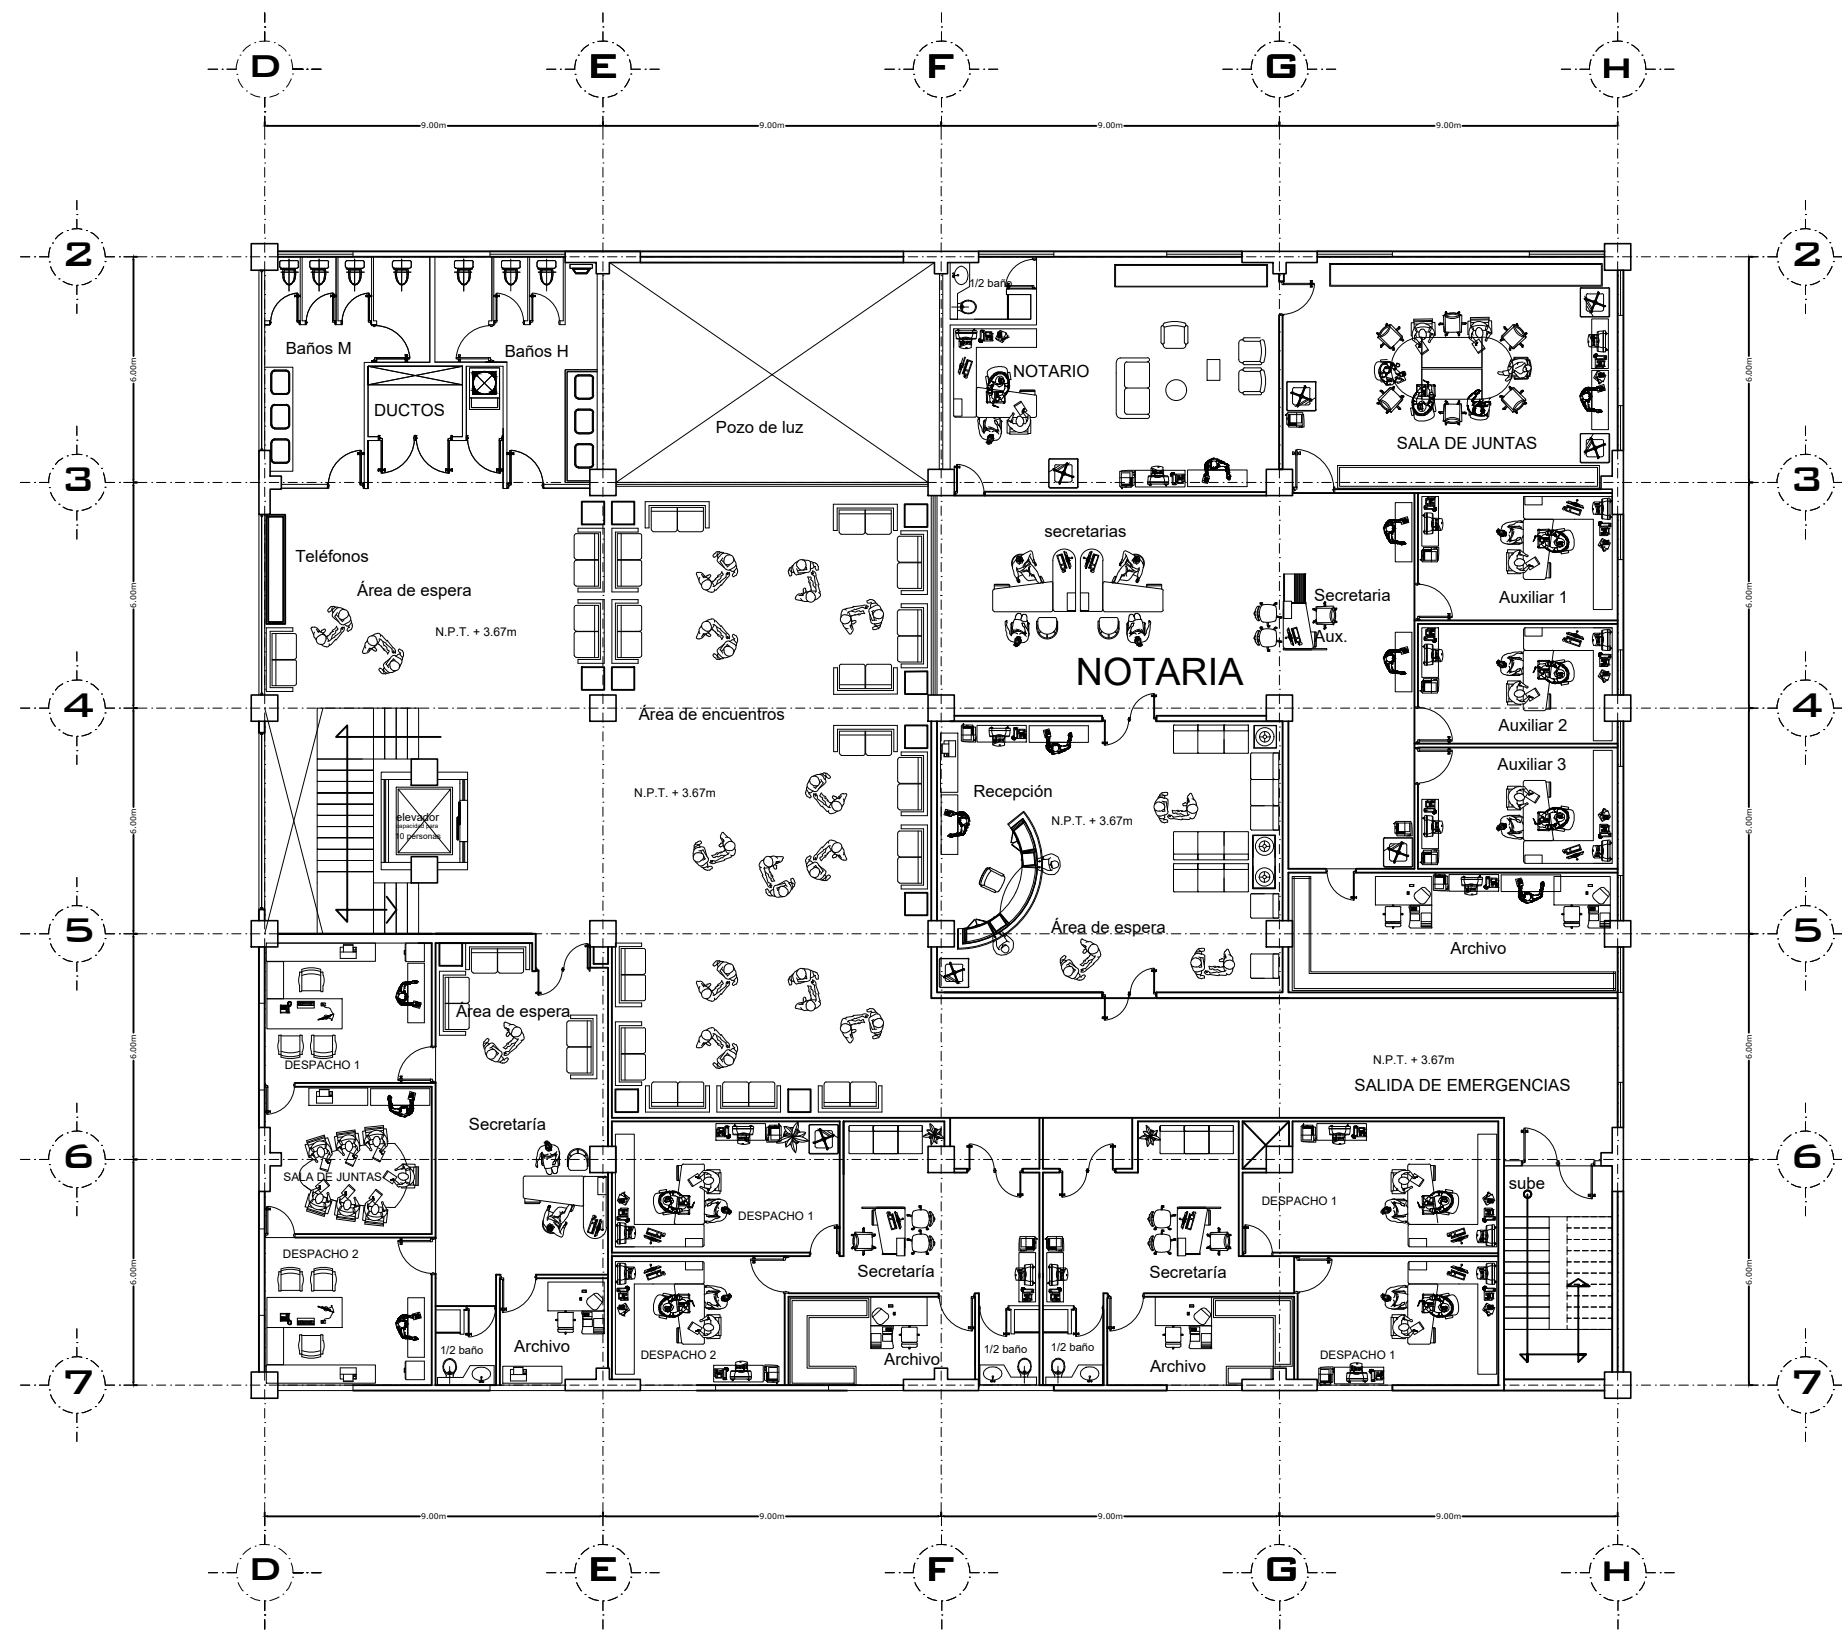 D E F G H
9.00m 9.00m 9.00m 9.00m
2 2
1/2 baño
Baños M Baños H
6.00m 6.00m
NOTARIO
DUCTOS
Pozo de luz
SALA DE JUNTAS
3 3
secretarias
Teléfonos
Área de espera
Secretaria
Auxiliar 1
6.00m 6.00m
N.P.T. + 3.67m
Aux.
NOTARIA
4 4
Área de encuentros
Auxiliar 2
Auxiliar 3
Recepción
N.P.T. + 3.67m
elevador
capacidad para
10 personas
N.P.T. + 3.67m
6.00m 6.00m
5 5
Área de espera
Archivo
Área de espera
6.00m 6.00m
DESPACHO 1
N.P.T. + 3.67m
SALIDA DE EMERGENCIAS
Secretaría
6 6
SALA DE JUNTAS
sube
DESPACHO 1
DESPACHO 1
DESPACHO 2
Secretaría
Secretaría
6.00m 6.00m
Archivo
1/2 baño
DESPACHO 2
Archivo
1/2 baño
1/2 baño
Archivo
DESPACHO 1
7 7
9.00m 9.00m 9.00m 9.00m
D E F G H